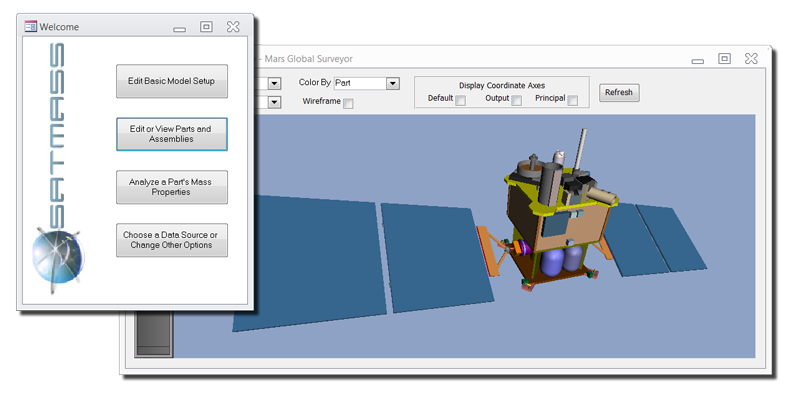 Welcome
SATMASS
Edit Basic Model Setup
Edit or View Parts and
Assemblies
Analyze a Part's Mass
Properties
Choose a Data Source or
Change Other Options
- Mars Global Surveyor
Color By Part
Wireframe
Display Coordinate Axes
Default Output Principal
Refresh